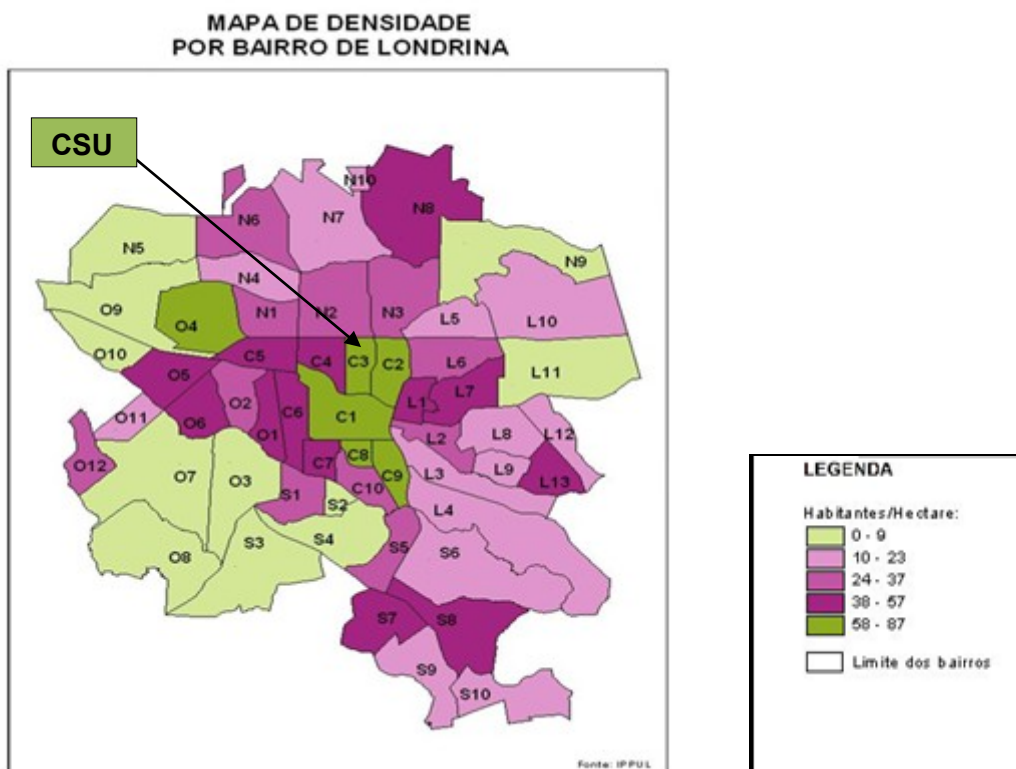 MAPA DE DENSIDADE
POR BAIRRO DE LONDRINA
CSU
N10
N8
N7
N6
N5
N9
N4
O9
L10
N1
N2
N3
L5
O4
O10
C5
C4
C3
C2
L6
L11
O5
L7
O2
C6
L1
O11
O6
C1
O1
L2
L8
L12
C8
O12
C7
L9
O7
O3
C9
L3
L13
C10
S1
S2
L4
S4
S3
S5
O8
S6
S7
S8
S9
S10
Fonte: IPPUL
LEGENDA
Habitantes/Hectare:
0 - 9
10 - 23
24 - 37
38 - 57
58 - 87
Limite dos bairros